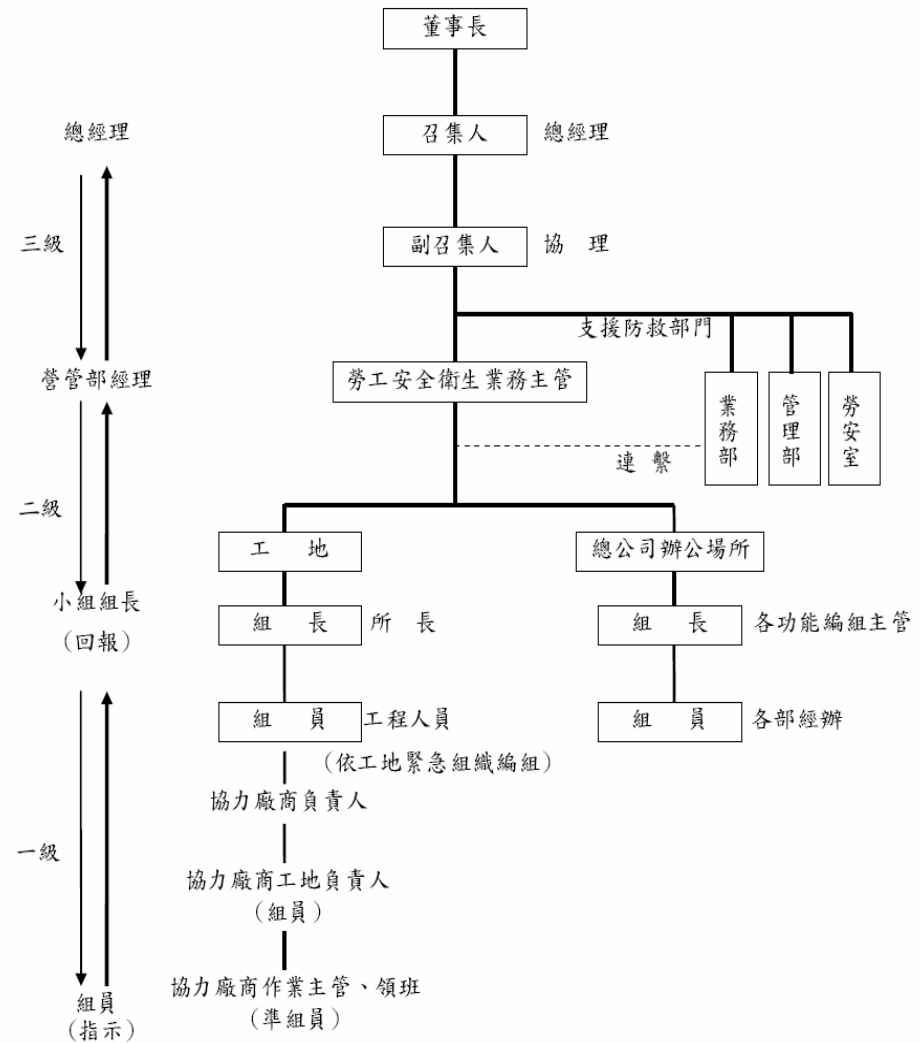 董事長
總經理
召集人
總經理
三級
副召集人
協　理
支援防救部門
營管部經理
勞工安全衛生業務主管
業務部
管理部
勞安室
連　繫
二級
工　　地
總公司辦公場所
小組組長
(回報)
組　　長
所　長
組　　長
各功能編組主管
組　　員
工程人員
組　　員
各部經辦
(依工地緊急組織編組)
協力廠商負責人
一級
協力廠商工地負責人
(組員)
協力廠商作業主管、領班
(準組員)
組員
(指示)